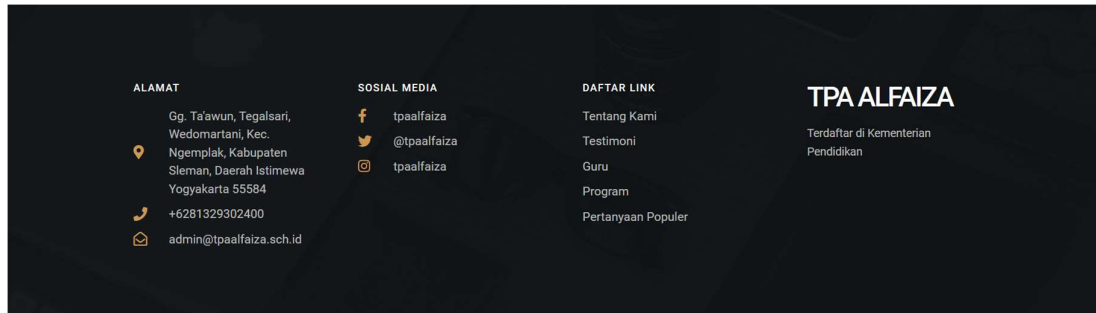 ALAMAT
Gg. Ta'awun, Tegalsari,
Wedomartani, Kec.
Ngemplak, Kabupaten
Sleman, Daerah Istimewa
Yogyakarta 55584
+6281329302400
admin@tpaalfaiza.sch.id
SOSIAL MEDIA
tpaalfaiza
@tpaalfaiza
tpaalfaiza
DAFTAR LINK
Tentang Kami
Testimoni
Guru
Program
Pertanyaan Populer
TPA ALFAIZA
Terdaftar di Kementerian
Pendidikan